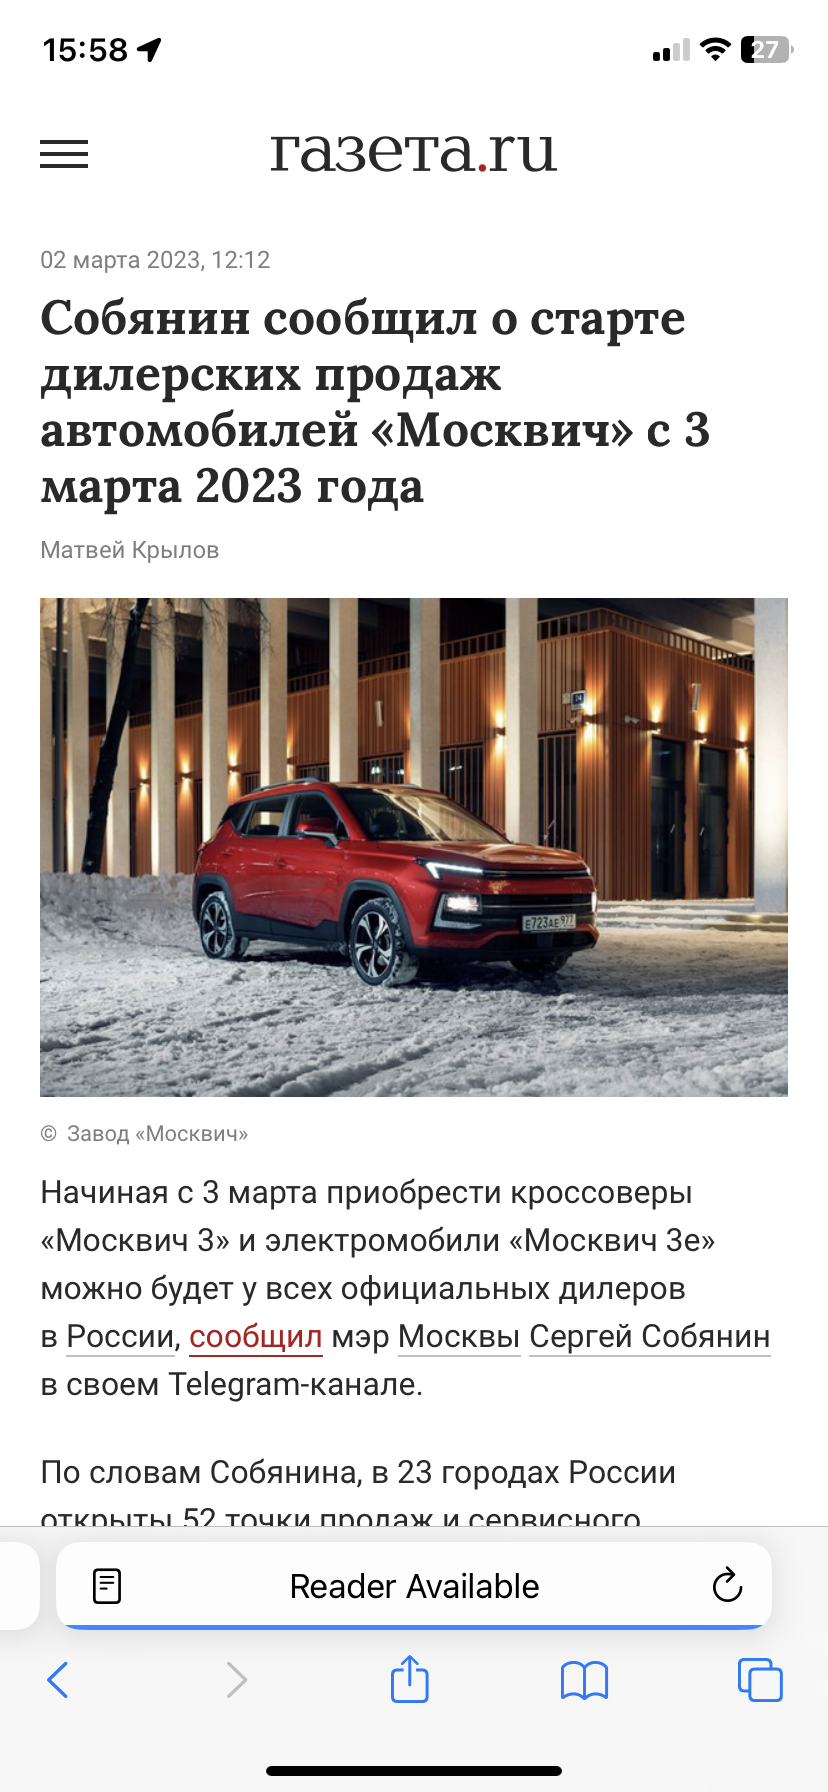 15:58
27
газета.ru
02 марта 2023, 12:12
Собянин сообщил о старте
дилерских продаж
автомобилей «Москвич» с 3
марта 2023 года
Матвей Крылов
Е723АЕ 977
© Завод «Москвич»
Начиная с 3 марта приобрести кроссоверы
«Москвич 3» и электромобили «Москвич 3е»
можно будет у всех официальных дилеров
в России, сообщил мэр Москвы Сергей Собянин
в своем Telegram-канале.
По словам Собянина, в 23 городах России
открыты 52 точки продаж и сервисного
Reader Available